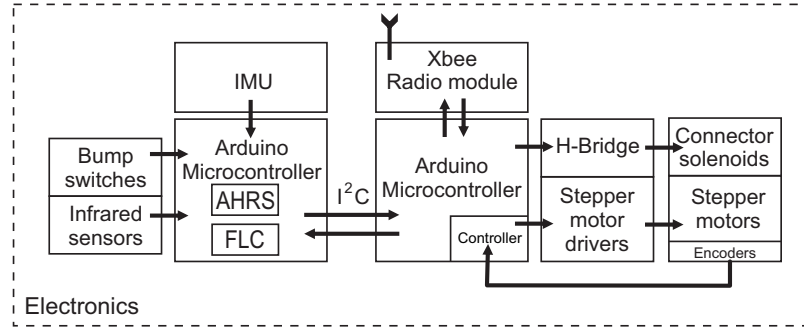 Xbee
Radio module
IMU
Bump
switches
Infrared
sensors
Arduino
Microcontroller
AHRS
FLC
I²C
Arduino
Microcontroller
Controller
H-Bridge
Stepper
motor
drivers
Connector
solenoids
Stepper
motors
Encoders
Electronics